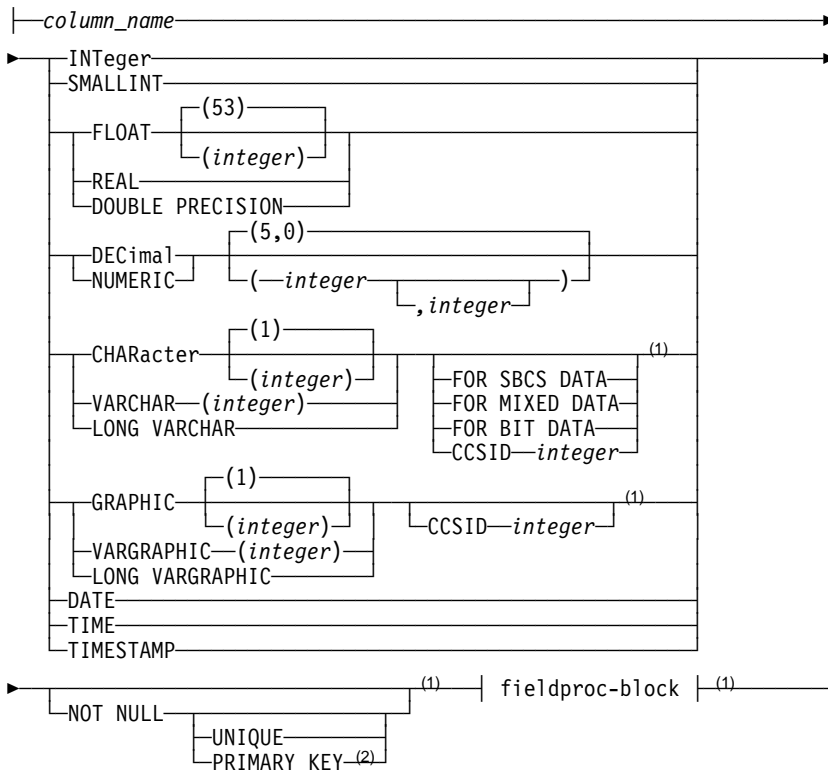 column_name
INTeger
SMALLINT
(53)
FLOAT
(integer)
REAL
DOUBLE PRECISION
(5,0)
DECimal
NUMERIC
( integer )
,integer
(1)
CHARacter
(1)
(integer)
FOR SBCS DATA
VARCHAR (integer)
FOR MIXED DATA
LONG VARCHAR
FOR BIT DATA
CCSID integer
(1)
GRAPHIC
(1)
(integer)
CCSID integer
VARGRAPHIC (integer)
LONG VARGRAPHIC
DATE
TIME
TIMESTAMP
(1) fieldproc-block (1)
NOT NULL
UNIQUE
PRIMARY KEY (2)